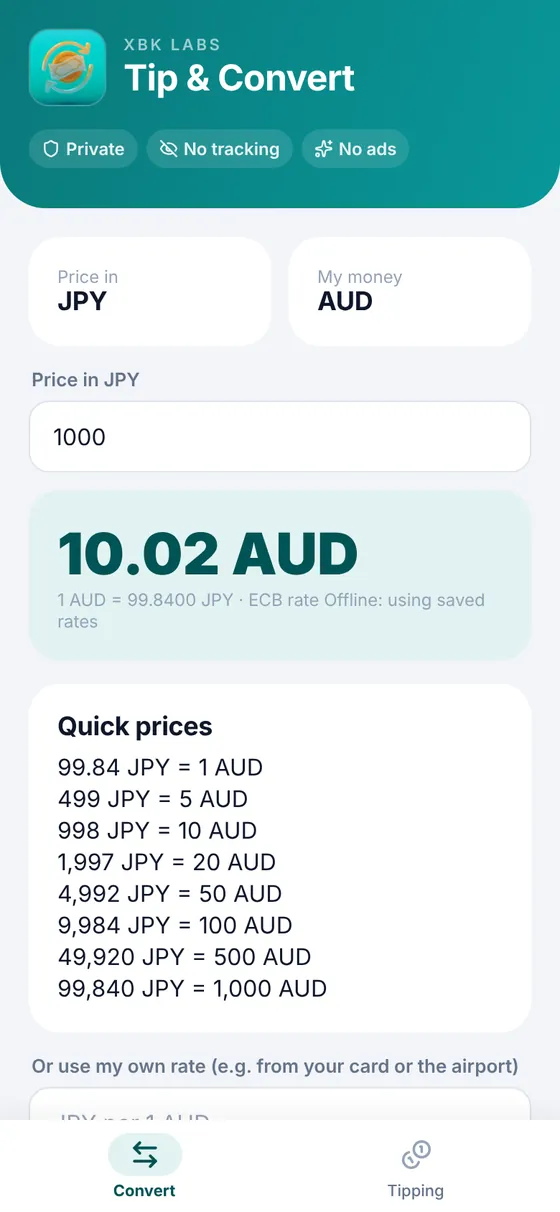 XBK LABS
Tip & Convert
Private
No tracking
No ads
Price in
JPY
My money
AUD
Price in JPY
1000
10.02 AUD
1 AUD = 99.8400 JPY · ECB rate Offline: using saved
rates
Quick prices
99.84 JPY = 1 AUD
499 JPY = 5 AUD
998 JPY = 10 AUD
1,997 JPY = 20 AUD
4,992 JPY = 50 AUD
9,984 JPY = 100 AUD
49,920 JPY = 500 AUD
99,840 JPY = 1,000 AUD
Or use my own rate (e.g. from your card or the airport)
JPY per 1 AUD
Convert
Tipping